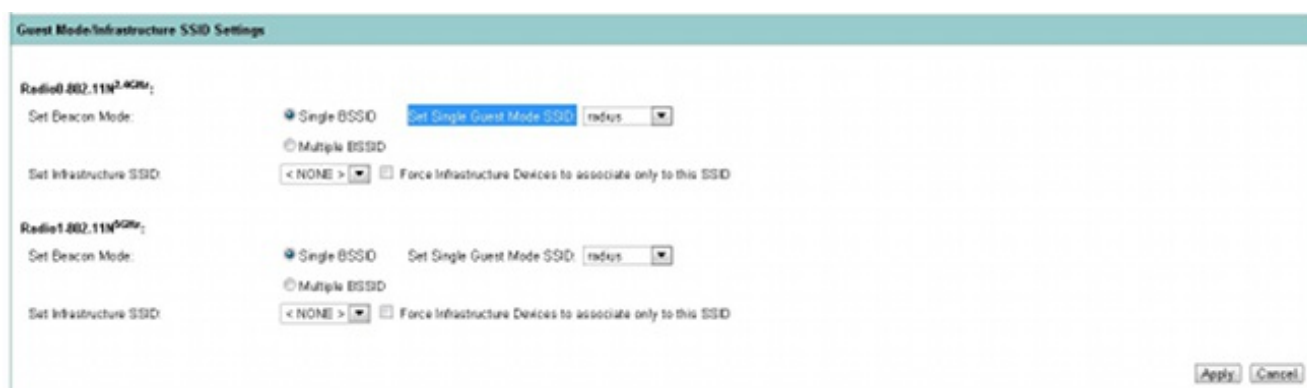 Guest Mode/Infrastructure SSID Settings
Radio0-802.11N2.4GHz:
Set Beacon Mode: Single BSSID Set Single Guest Mode SSID: radius
Multiple BSSID
Set Infrastructure SSID: < NONE > Force Infrastructure Devices to associate only to this SSID
Radio1-802.11N5GHz:
Set Beacon Mode: Single BSSID Set Single Guest Mode SSID: radius
Multiple BSSID
Set Infrastructure SSID: < NONE > Force Infrastructure Devices to associate only to this SSID
Apply Cancel